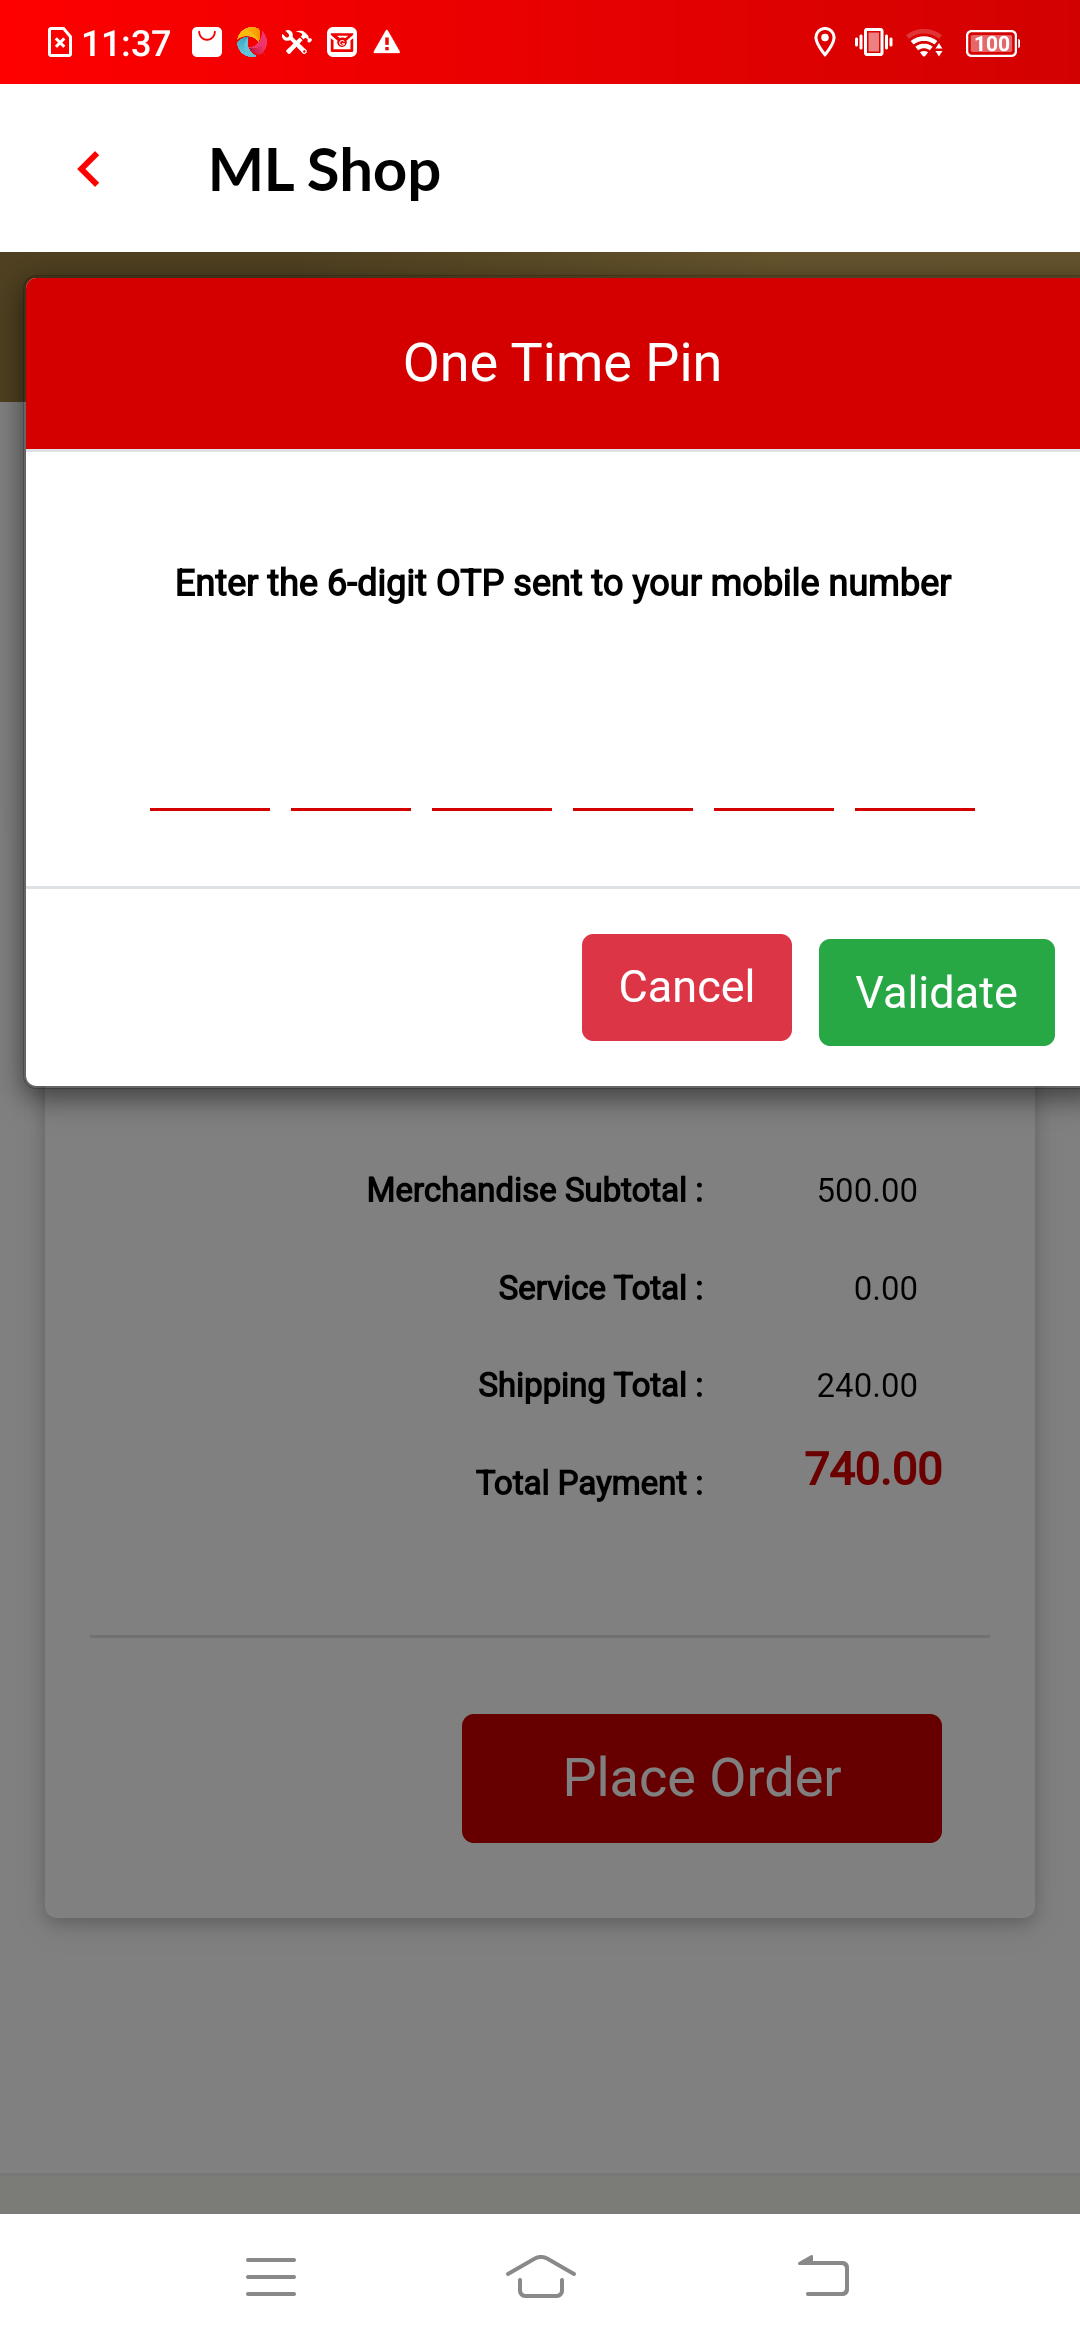 11:37
100
ML Shop
One Time Pin
Enter the 6-digit OTP sent to your mobile number
Cancel
Validate
Merchandise Subtotal : 500.00
Service Total : 0.00
Shipping Total : 240.00
Total Payment : 740.00
Place Order